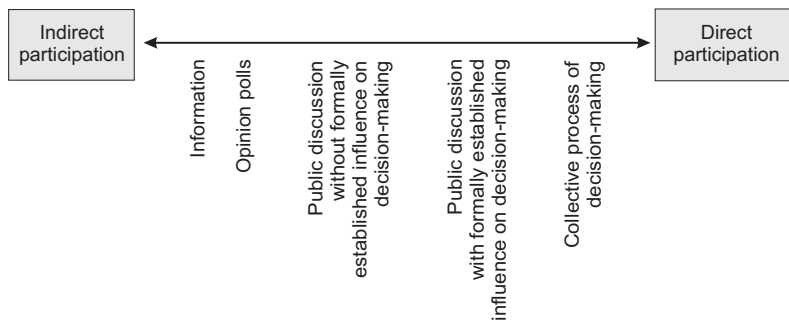 Indirect
participation
Direct
participation
Information
Opinion polls
Public discussion
without formally
established influence on
decision-making
Public discussion
with formally established
influence on decision-making
Collective process of
decision-making